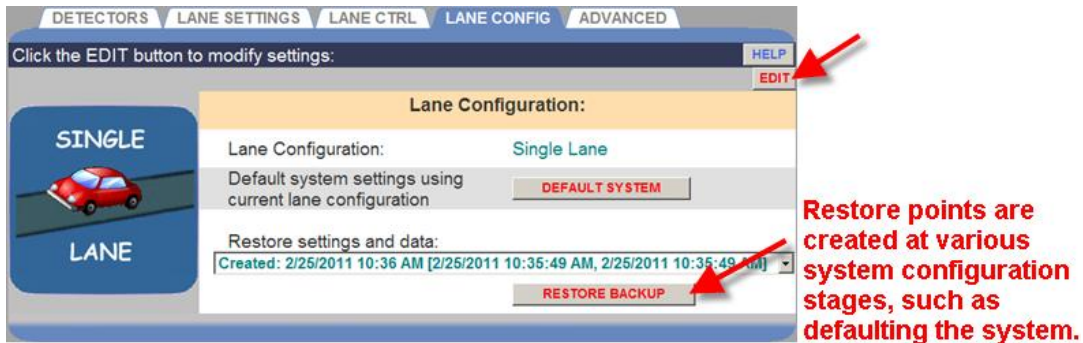 DETECTORS LANE SETTINGS LANE CTRL LANE CONFIG ADVANCED
Click the EDIT button to modify settings:
HELP
EDIT
Lane Configuration:
SINGLE
LANE
Lane Configuration: Single Lane
Default system settings using
current lane configuration
DEFAULT SYSTEM
Restore settings and data:
Created: 2/25/2011 10:36 AM [2/25/2011 10:35:49 AM, 2/25/2011 10:35:49 AM]
RESTORE BACKUP
Restore points are
created at various
system configuration
stages, such as
defaulting the system.